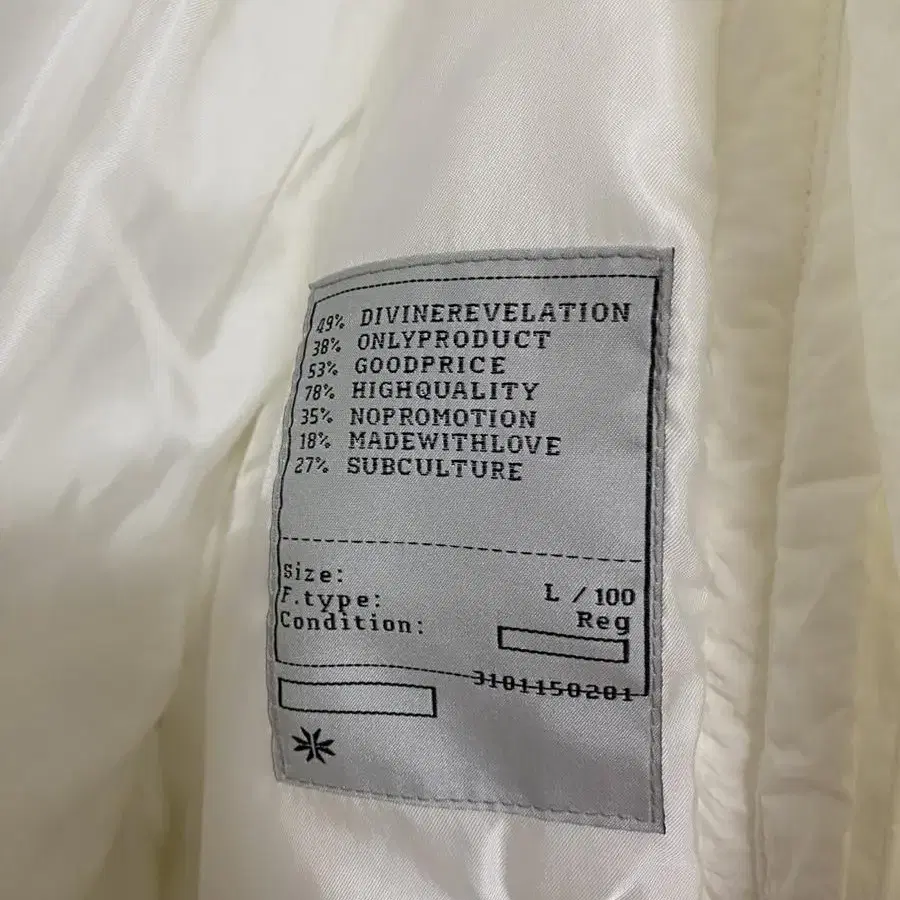 49% DIVINEREVELATION
38% ONLYPRODUCT
53% GOODPRICE
78% HIGHQUALITY
35% NOPROMOTION
18% MADEWITHLOVE
27% SUBCULTURE
Size: L / 100
F.type: Reg
Condition:
3101150201